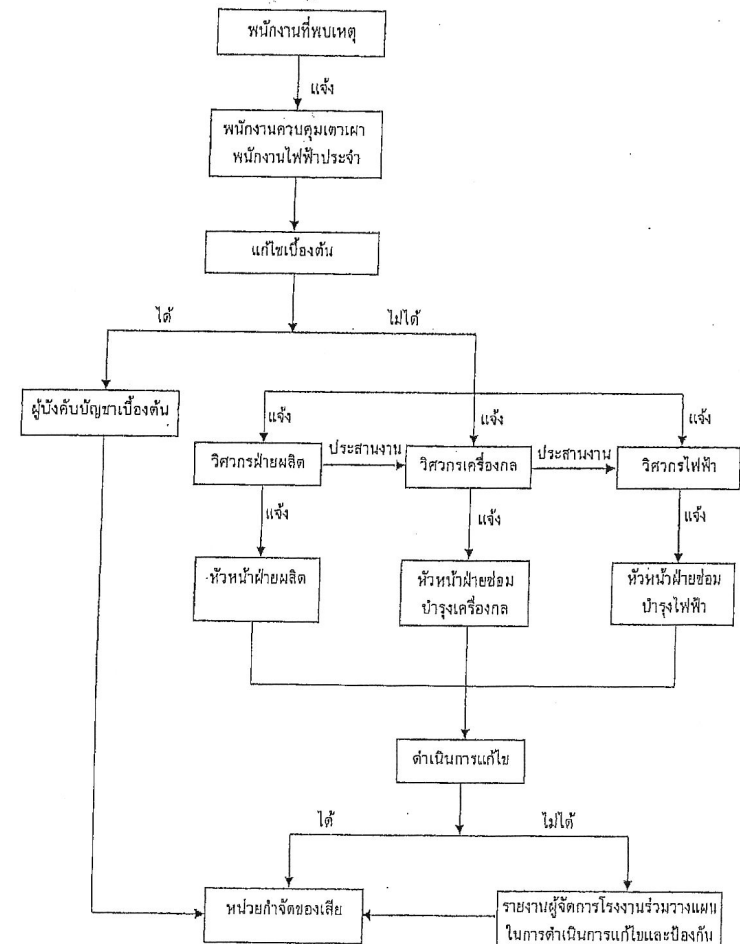 พนักงานที่พบเหตุ
แจ้ง
พนักงานควบคุมเตาเผา
พนักงานไฟฟ้าประจำ
แก้ไขเบื้องต้น
ได้
ไม่ได้
ผู้บังคับบัญชาเบื้องต้น
แจ้ง
แจ้ง
แจ้ง
วิศวกรฝ่ายผลิต
ประสานงาน
วิศวกรเครื่องกล
ประสานงาน
วิศวกรไฟฟ้า
แจ้ง
แจ้ง
แจ้ง
หัวหน้าฝ่ายผลิต
หัวหน้าฝ่ายซ่อม
บำรุงเครื่องกล
หัวหน้าฝ่ายซ่อม
บำรุงไฟฟ้า
ดำเนินการแก้ไข
ได้
ไม่ได้
หน่วยกำจัดของเสีย
รายงานผู้จัดการโรงงานร่วมวางแผน
ในการดำเนินการแก้ไขและป้องกัน